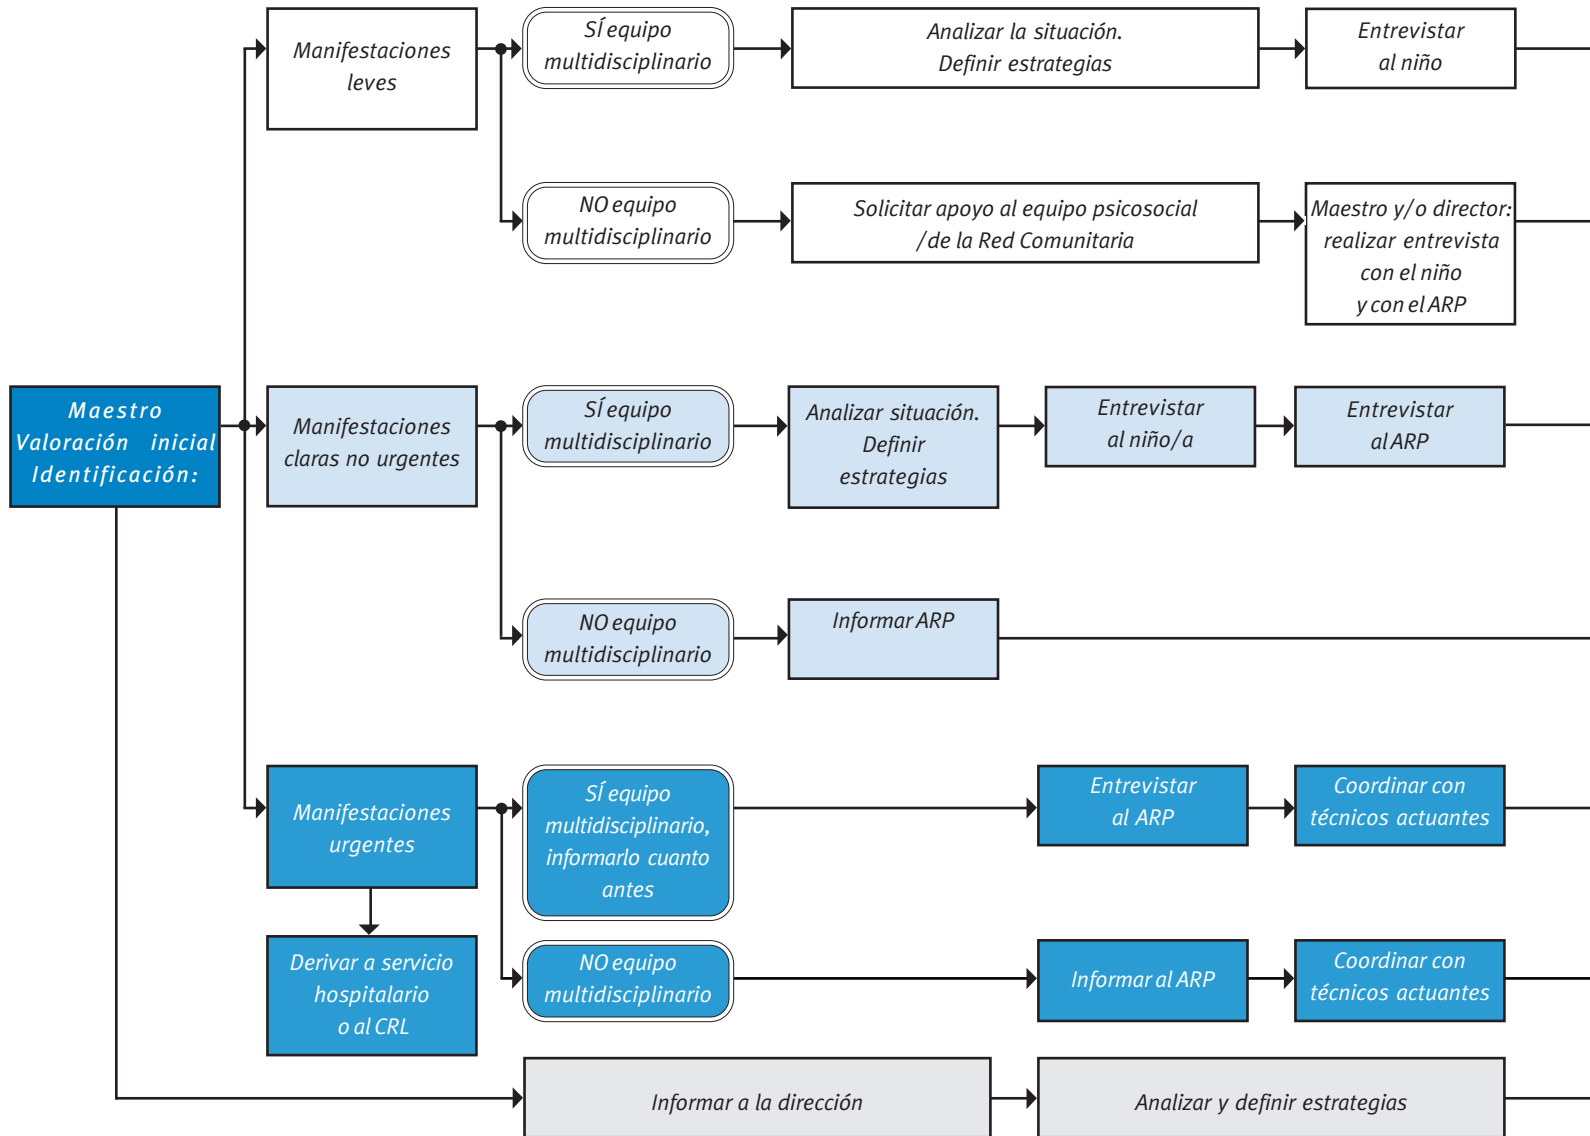 Manifestaciones
leves
SÍ equipo
multidisciplinario
Analizar la situación.
Definir estrategias
Entrevistar
al niño
NO equipo
multidisciplinario
Solicitar apoyo al equipo psicosocial
/de la Red Comunitaria
Maestro y/o director:
realizar entrevista
con el niño
y con el ARP
Maestro
Valoración inicial
Identificación:
Manifestaciones
claras no urgentes
SÍ equipo
multidisciplinario
Analizar situación.
Definir
estrategias
Entrevistar
al niño/a
Entrevistar
al ARP
NO equipo
multidisciplinario
Informar ARP
Manifestaciones
urgentes
SÍ equipo
multidisciplinario,
informarlo cuanto
antes
Entrevistar
al ARP
Coordinar con
técnicos actuantes
Derivar a servicio
hospitalario
o al CRL
NO equipo
multidisciplinario
Informar al ARP
Coordinar con
técnicos actuantes
Informar a la dirección
Analizar y definir estrategias